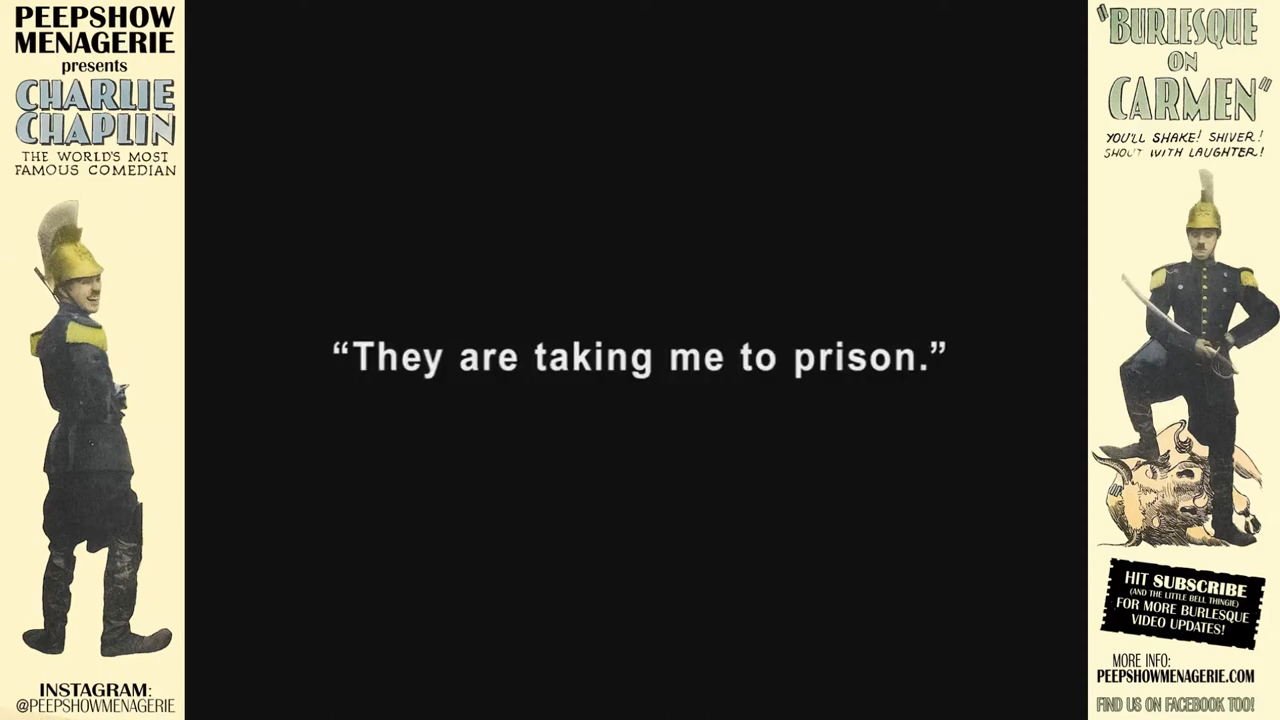 PEEPSHOW
MENAGERIE
presents
CHARLIE
CHAPLIN
THE WORLD'S MOST
FAMOUS COMEDIAN
INSTAGRAM:
@PEEPSHOWMENAGERIE
“They are taking me to prison.”
"BURLESQUE
ON
CARMEN"
YOU'LL SHAKE! SHIVER!
SHOUT WITH LAUGHTER!
HIT SUBSCRIBE
(AND THE LITTLE BELL THINGIE)
FOR MORE BURLESQUE
VIDEO UPDATES!
MORE INFO:
PEEPSHOWMENAGERIE.COM
FIND US ON FACEBOOK TOO!